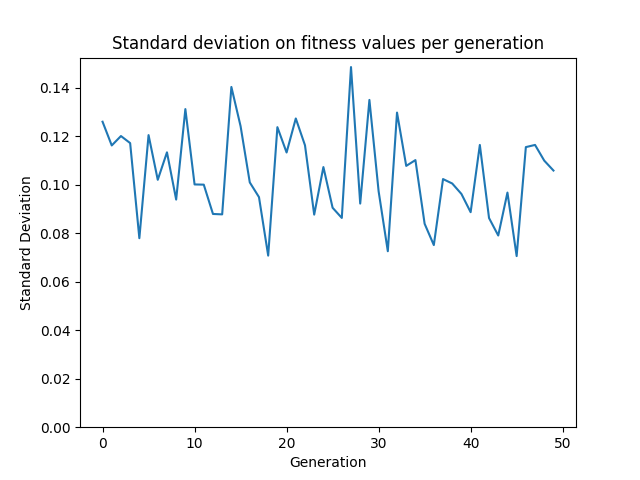 Standard deviation on fitness values per generation
0.14
0.12
0.10
0.08
0.06
0.04
0.02
0.00
Standard Deviation
0 10 20 30 40 50
Generation